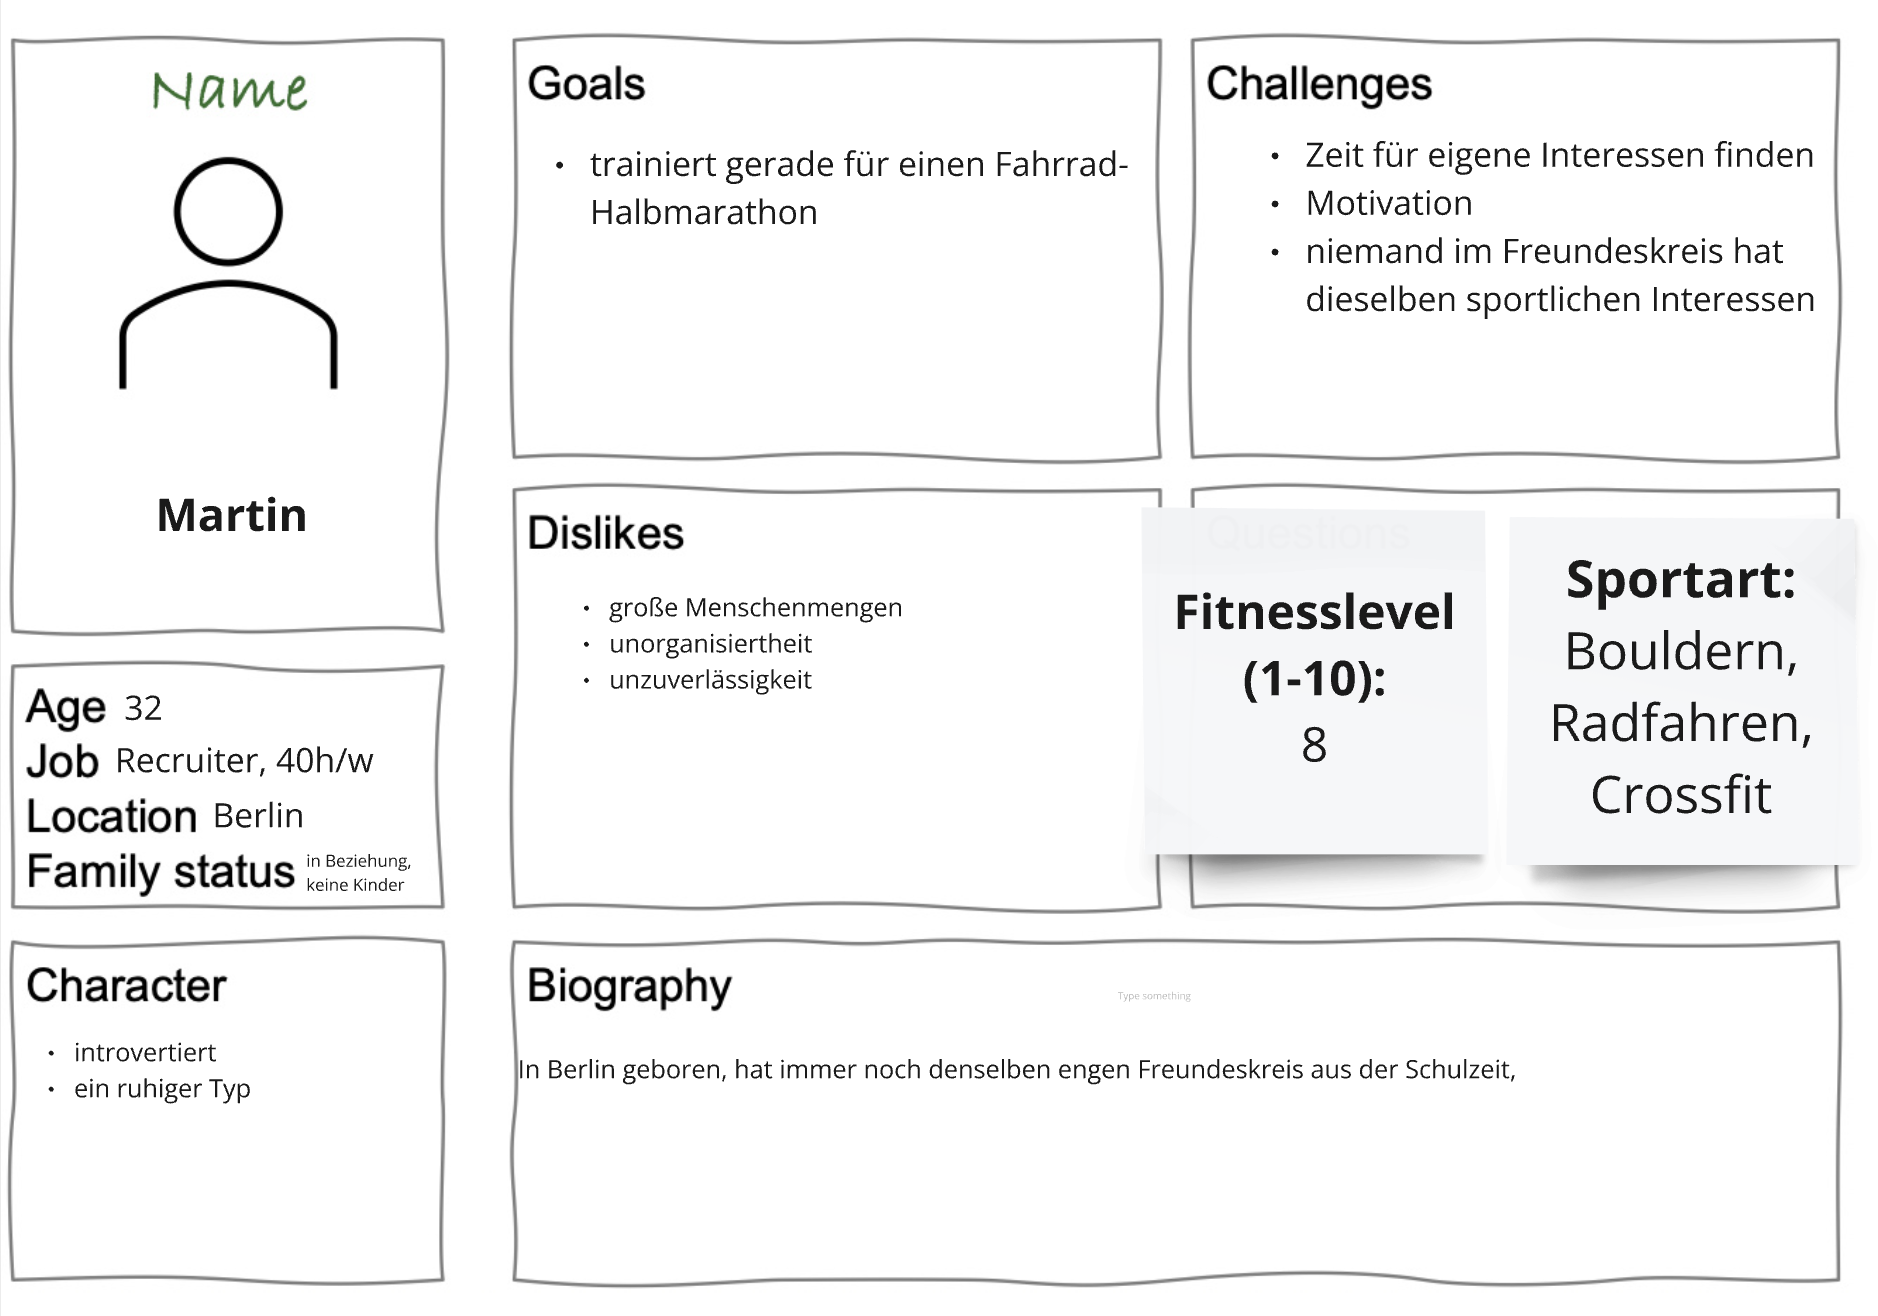 Name
Martin
Age 32
Job Recruiter, 40h/w
Location Berlin
Family status in Beziehung,
keine Kinder
Character
• introvertiert
• ein ruhiger Typ
Goals
• trainiert gerade für einen Fahrrad-
Halbmarathon
Challenges
• Zeit für eigene Interessen finden
• Motivation
• niemand im Freundeskreis hat
dieselben sportlichen Interessen
Dislikes
• große Menschenmengen
• unorganisiertheit
• unzuverlässigkeit
Questions
Fitnesslevel
(1-10):
8
Sportart:
Bouldern,
Radfahren,
Crossfit
Biography
Type something
In Berlin geboren, hat immer noch denselben engen Freundeskreis aus der Schulzeit,